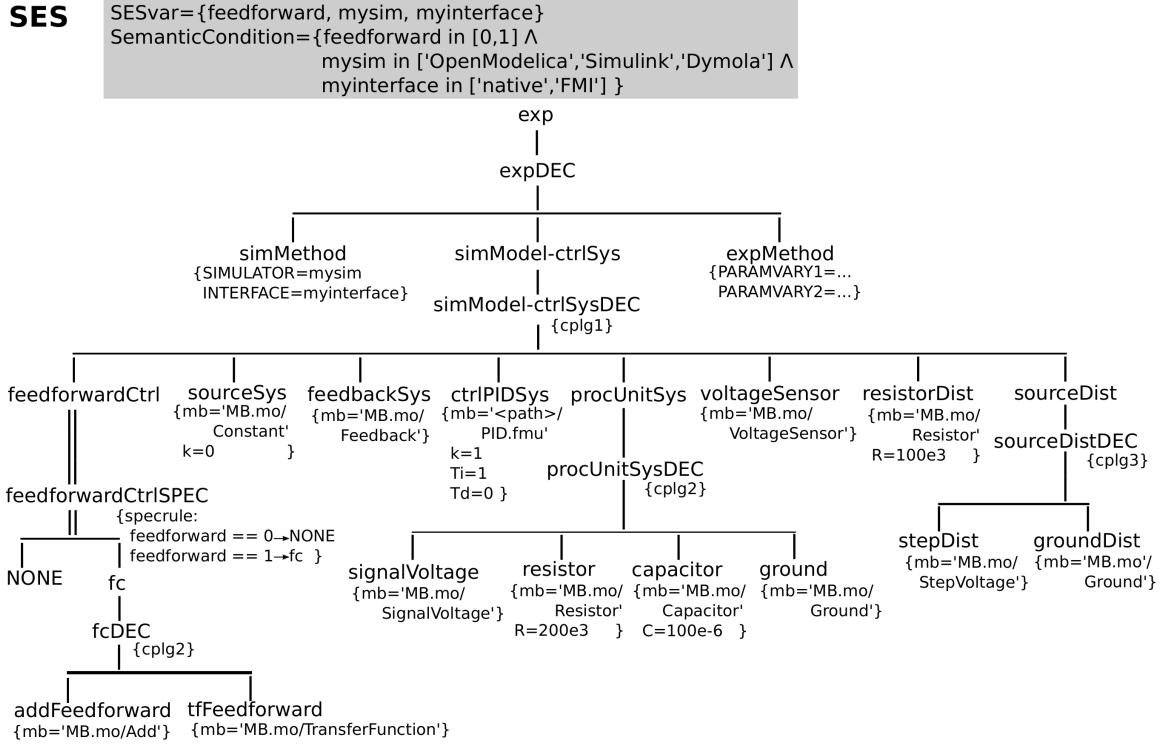 SES
SESvar={feedforward, mysim, myinterface}
SemanticCondition={feedforward in [0,1] Λ
mysim in ['OpenModelica','Simulink','Dymola'] Λ
myinterface in ['native','FMI'] }
exp
expDEC
simMethod
{SIMULATOR=mysim
INTERFACE=myinterface}
simModel-ctrlSys
expMethod
{PARAMVARY1=...
PARAMVARY2=...}
simModel-ctrlSysDEC
{cplg1}
feedforwardCtrl
sourceSys
{mb='MB.mo/
Constant'
k=0 }
feedbackSys
{mb='MB.mo/
Feedback'}
ctrlPIDSys
{mb='<path>/
PID.fmu'
k=1
Ti=1
Td=0 }
procUnitSys
voltageSensor
{mb='MB.mo/
VoltageSensor'}
resistorDist
{mb='MB.mo/
Resistor'
R=100e3 }
sourceDist
sourceDistDEC
{cplg3}
procUnitSysDEC
{cplg2}
feedforwardCtrlSPEC
{specrule:
feedforward == 0→NONE
feedforward == 1→fc }
NONE
fc
fcDEC
{cplg2}
addFeedforward
{mb='MB.mo/Add'}
tfFeedforward
{mb='MB.mo/TransferFunction'}
signalVoltage
{mb='MB.mo/
SignalVoltage'}
resistor
{mb='MB.mo/
Resistor'
R=200e3 }
capacitor
{mb='MB.mo/
Capacitor'
C=100e-6 }
ground
{mb='MB.mo/
Ground'}
stepDist
{mb='MB.mo/
StepVoltage'}
groundDist
{mb='MB.mo'/
Ground'}